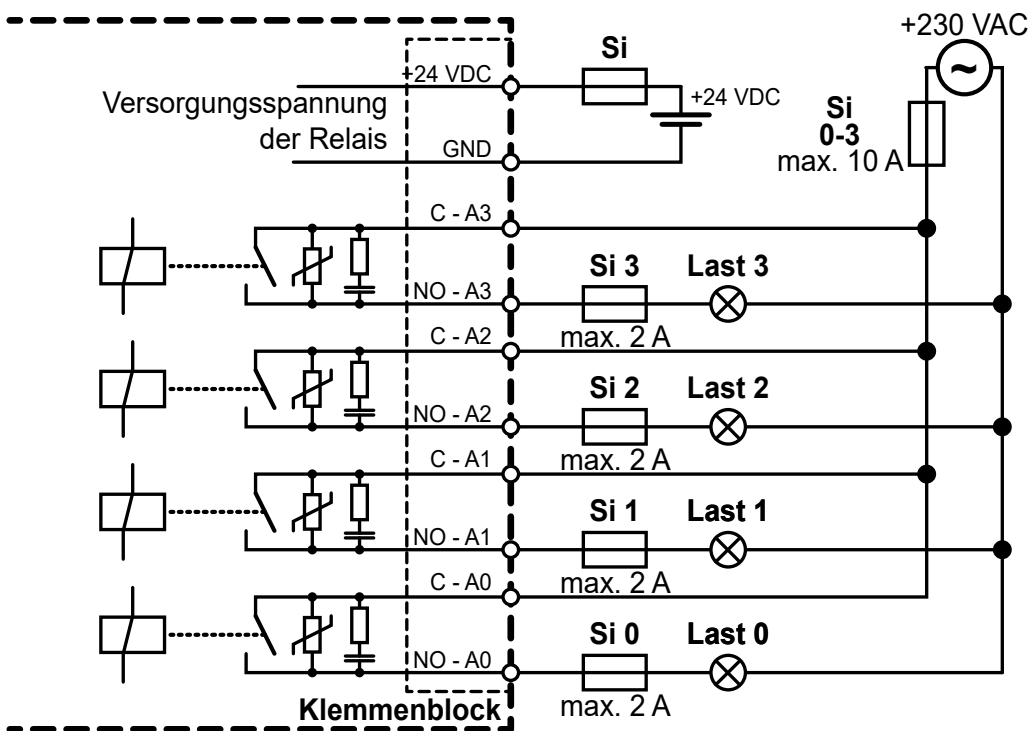 +230 VAC
Si
+24 VDC
+24 VDC
Versorgungsspannung
der Relais
Si
0-3
max. 10 A
GND
C - A3
Si 3
Last 3
NO - A3
max. 2 A
C - A2
Si 2
Last 2
NO - A2
max. 2 A
C - A1
Si 1
Last 1
NO - A1
max. 2 A
C - A0
Si 0
Last 0
NO - A0
max. 2 A
Klemmenblock